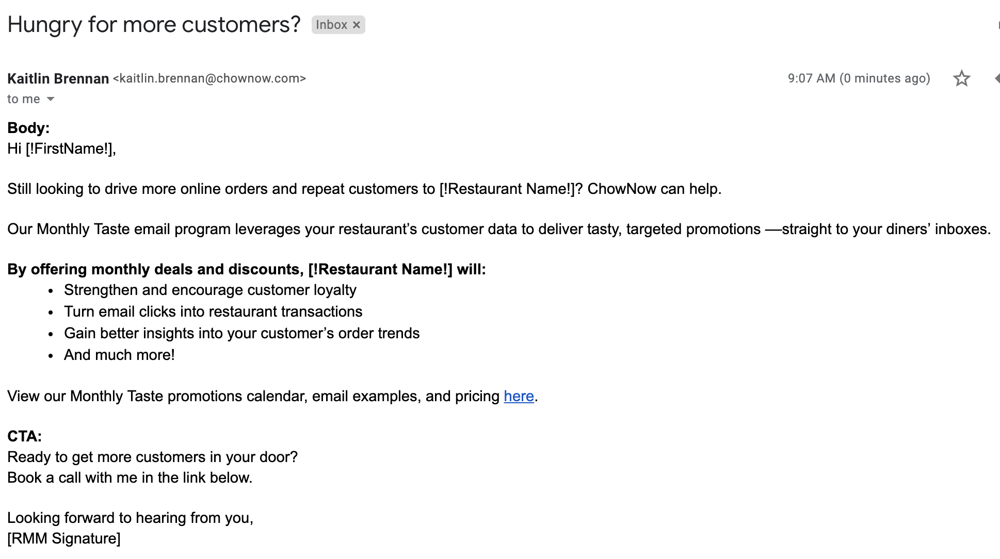 Hungry for more customers? Inbox ×
Kaitlin Brennan <kaitlin.brennan@chownow.com> 9:07 AM (0 minutes ago)
to me
Body:
Hi [!FirstName!],
Still looking to drive more online orders and repeat customers to [!Restaurant Name!]? ChowNow can help.
Our Monthly Taste email program leverages your restaurant’s customer data to deliver tasty, targeted promotions —straight to your diners’ inboxes.
By offering monthly deals and discounts, [!Restaurant Name!] will:
• Strengthen and encourage customer loyalty
• Turn email clicks into restaurant transactions
• Gain better insights into your customer’s order trends
• And much more!
View our Monthly Taste promotions calendar, email examples, and pricing here.
CTA:
Ready to get more customers in your door?
Book a call with me in the link below.
Looking forward to hearing from you,
[RMM Signature]